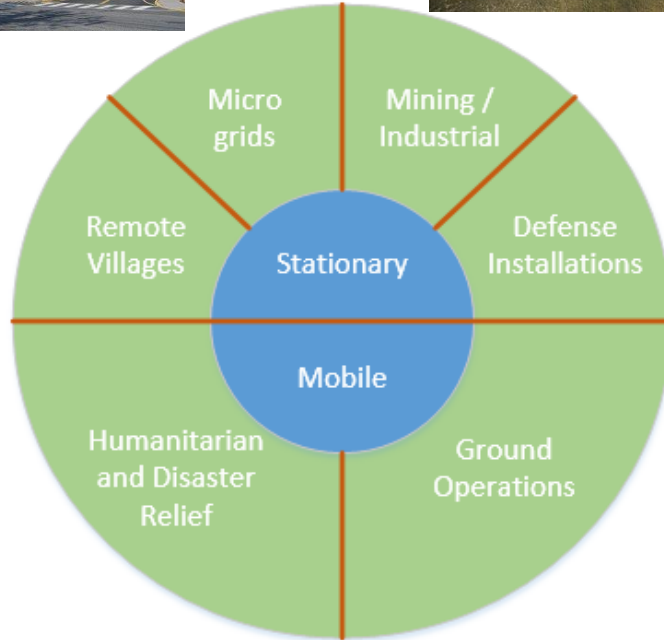 Micro
grids
Mining /
Industrial
Remote
Villages
Defense
Installations
Stationary
Mobile
Humanitarian
and Disaster
Relief
Ground
Operations